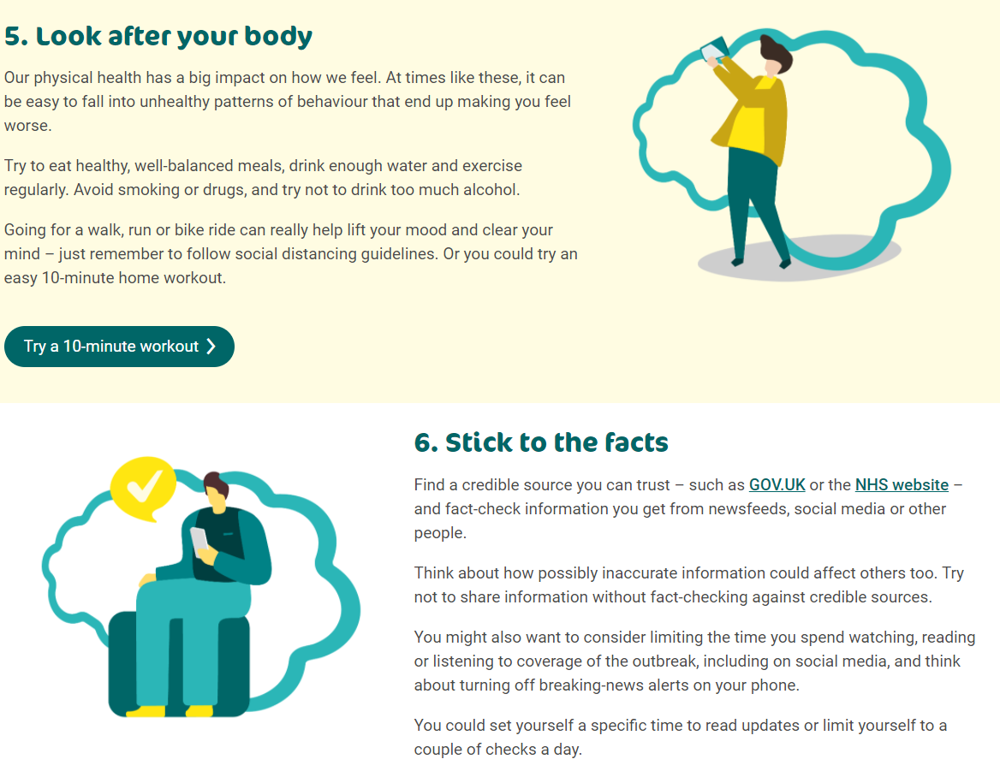 5. Look after your body
Our physical health has a big impact on how we feel. At times like these, it can
be easy to fall into unhealthy patterns of behaviour that end up making you feel
worse.
Try to eat healthy, well-balanced meals, drink enough water and exercise
regularly. Avoid smoking or drugs, and try not to drink too much alcohol.
Going for a walk, run or bike ride can really help lift your mood and clear your
mind – just remember to follow social distancing guidelines. Or you could try an
easy 10-minute home workout.
Try a 10-minute workout
6. Stick to the facts
Find a credible source you can trust – such as GOV.UK or the NHS website –
and fact-check information you get from newsfeeds, social media or other
people.
Think about how possibly inaccurate information could affect others too. Try
not to share information without fact-checking against credible sources.
You might also want to consider limiting the time you spend watching, reading
or listening to coverage of the outbreak, including on social media, and think
about turning off breaking-news alerts on your phone.
You could set yourself a specific time to read updates or limit yourself to a
couple of checks a day.